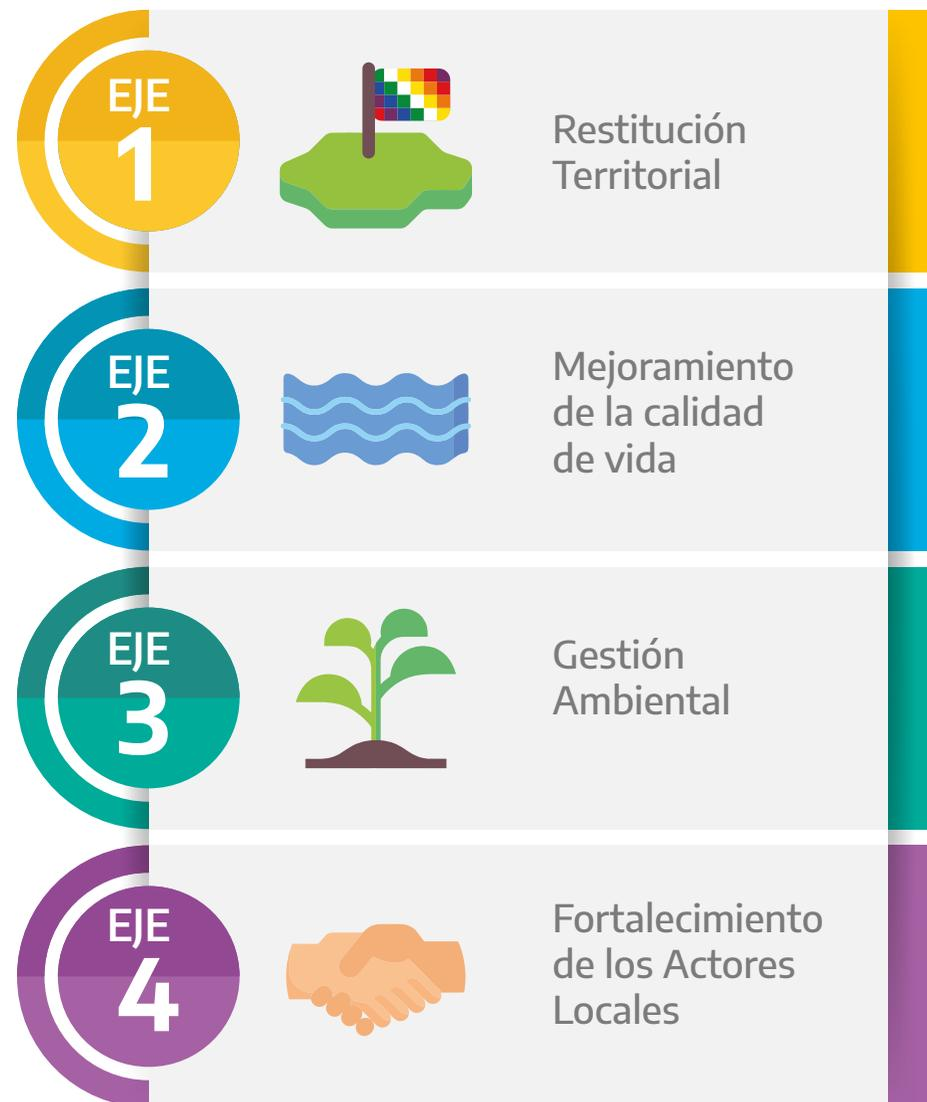 EJE
1
Restitución
Territorial
EJE
2
Mejoramiento
de la calidad
de vida
EJE
3
Gestión
Ambiental
EJE
4
Fortalecimiento
de los Actores
Locales